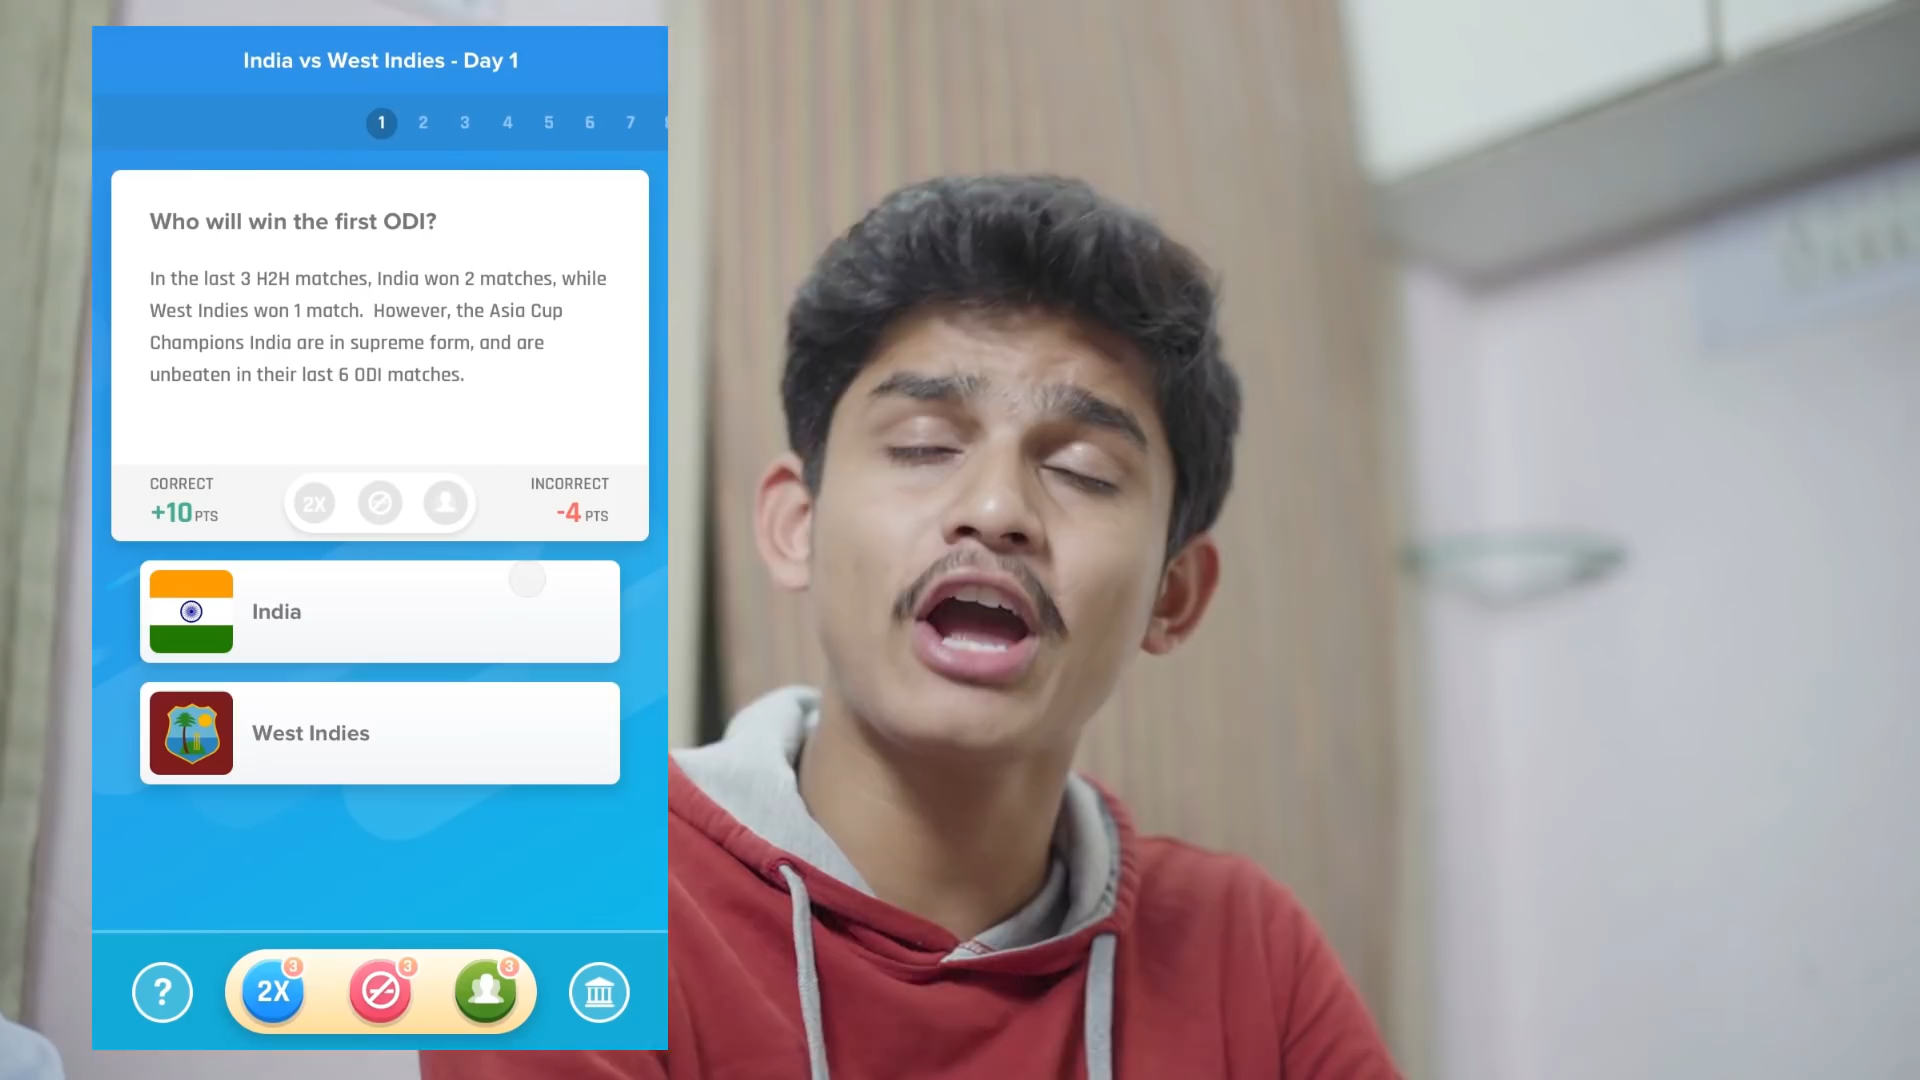 India vs West Indies - Day 1
1 2 3 4 5 6 7
Who will win the first ODI?
In the last 3 H2H matches, India won 2 matches, while
West Indies won 1 match. However, the Asia Cup
Champions India are in supreme form, and are
unbeaten in their last 6 ODI matches.
CORRECT
+10 PTS
2X
INCORRECT
-4 PTS
India
West Indies
?
2X 3
3
3